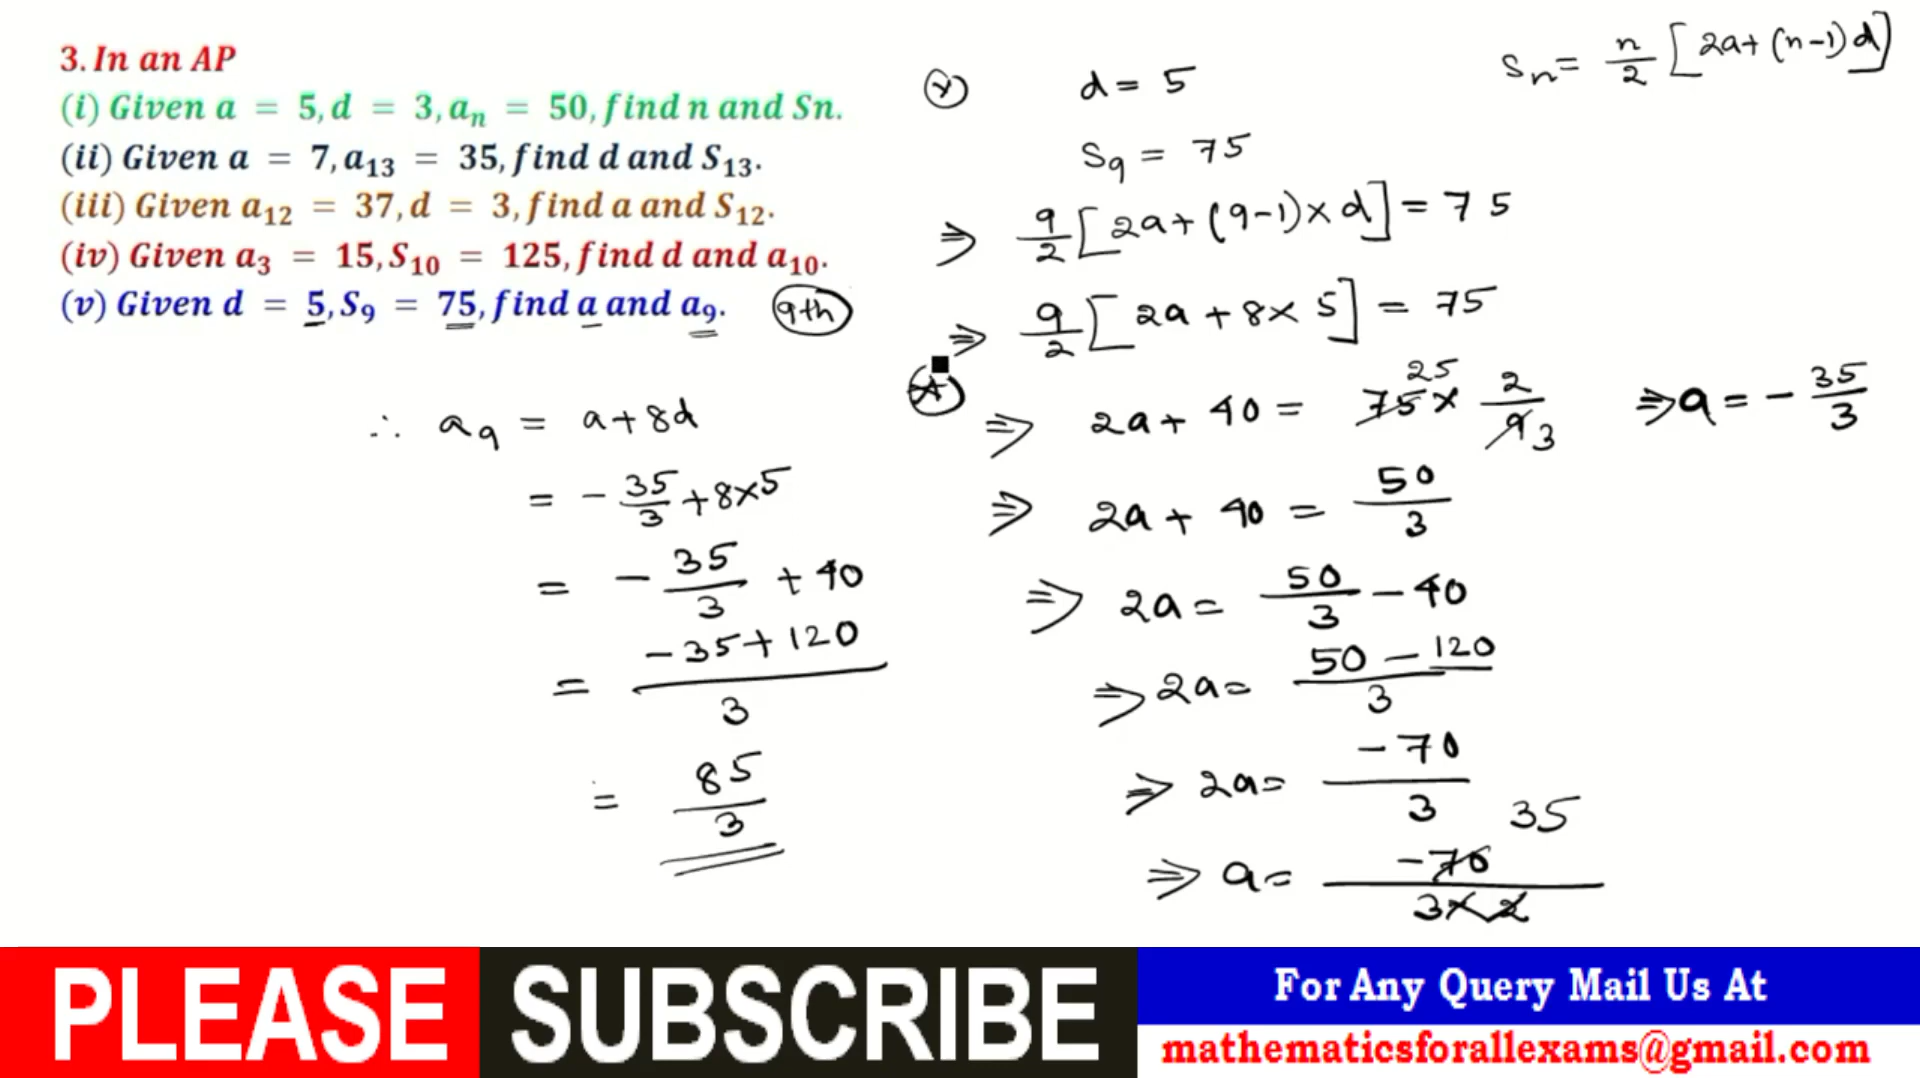 3. In an AP
(i) Given a = 5, d = 3, aₙ = 50, find n and Sn.
(ii) Given a = 7, a₁₃ = 35, find d and S₁₃.
(iii) Given a₁₂ = 37, d = 3, find a and S₁₂.
(iv) Given a₃ = 15, S₁₀ = 125, find d and a₁₀.
(v) Given d = 5, S₉ = 75, find a and a₉.
9th
∴ a₉ = a+8d
= -35/3 + 8×5
= -35/3 + 40
= (-35+120)/3
= 85/3
(v) d = 5
Sₙ = n/2 [2a+(n-1)d]
S₉ = 75
⇒ 9/2 [2a+(9-1)×d] = 75
⇒ 9/2 [2a+8×5] = 75
⇒ 2a+40 = 75 25 × 2/9 3
⇒ a = -35/3
⇒ 2a+40 = 50/3
⇒ 2a = 50/3 - 40
⇒ 2a = (50-120)/3
⇒ 2a = -70/3
35
⇒ a = -70/(3×2)
PLEASE SUBSCRIBE
For Any Query Mail Us At
mathematicsforallexams@gmail.com